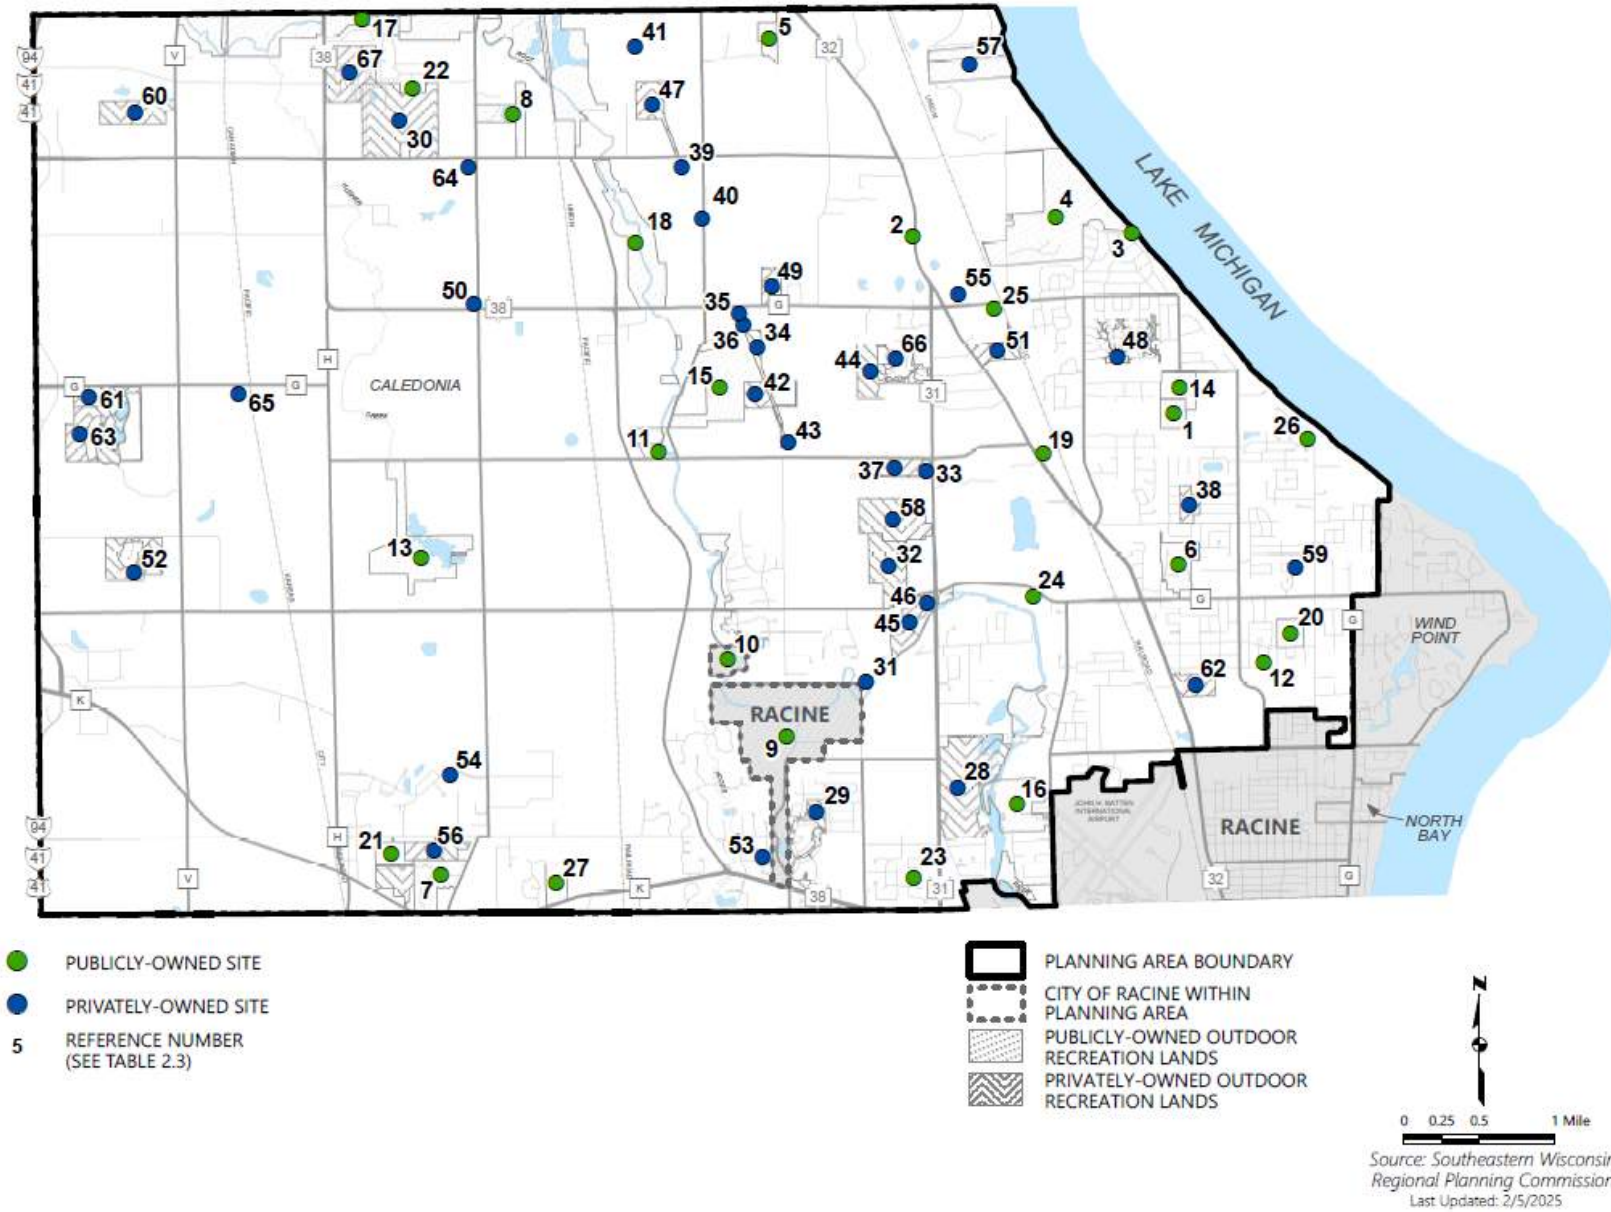 17
41
5
32
57
94
41
41
V
38
67
22
60
30
8
47
64
39
40
4
LAKE MICHIGAN
18
2
3
49
G
55
25
50
38
35
36
34
44
66
51
48
H
G
G
CALEDONIA
15
42
31
14
61
65
63
1
11
43
19
26
37
33
38
58
13
32
6
59
52
46
24
G
45
20
G
WIND
POINT
10
31
62
12
K
RACINE
9
54
28
16
JOHN H. BATTEN
INTERNATIONAL
AIRPORT
29
RACINE
NORTH
BAY
94
41
41
H
21
56
53
23
V
7
27
K
38
31
32
G
PUBLICLY-OWNED SITE
PRIVATELY-OWNED SITE
5 REFERENCE NUMBER
(SEE TABLE 2.3)
PLANNING AREA BOUNDARY
CITY OF RACINE WITHIN
PLANNING AREA
PUBLICLY-OWNED OUTDOOR
RECREATION LANDS
PRIVATELY-OWNED OUTDOOR
RECREATION LANDS
N
0 0.25 0.5 1 Mile
Source: Southeastern Wisconsin
Regional Planning Commission
Last Updated: 2/5/2025